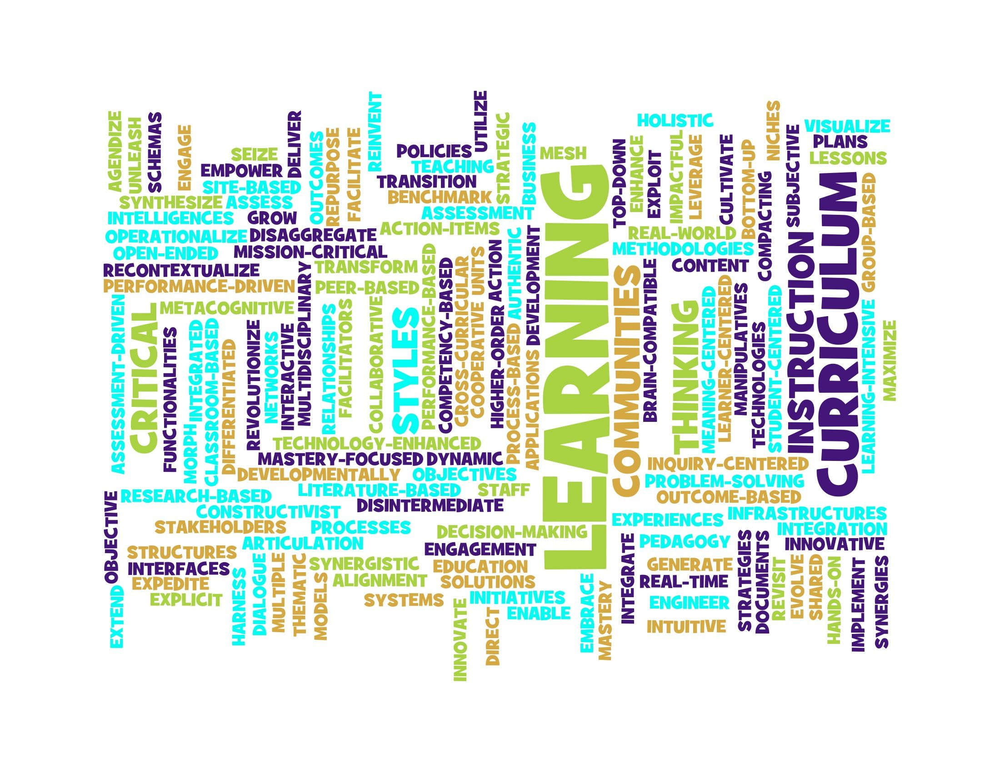 AGENDIZE
UNLEASH
SCHEMAS
ENGAGE
SEIZE
DELIVER
EMPOWER
SITE-BASED
SYNTHESIZE
ASSESS
INTELLIGENCES
GROW
OUTCOMES
REPURPOSE
FACILITATE
REINVENT
POLICIES
UTILIZE
TEACHING
TRANSITION
BENCHMARK
STRATEGIC
BUSINESS
ASSESSMENT
ACTION-ITEMS
MESH
OPERATIONALIZE
DISAGGREGATE
OPEN-ENDED
MISSION-CRITICAL
RECONTEXTUALIZE
TRANSFORM
PERFORMANCE-DRIVEN
PEER-BASED
METACOGNITIVE
ASSESSMENT-DRIVEN
CRITICAL
FUNCTIONALITIES
MORPH
INTEGRATED
CLASSROOM-BASED
DIFFERENTIATED
REVOLUTIONIZE
NETWORKS
INTERACTIVE
MULTIDISCIPLINARY
RELATIONSHIPS
FACILITATORS
COLLABORATIVE
STYLES
PERFORMANCE-BASED
COMPETENCY-BASED
CROSS-CURRICULAR
COOPERATIVE
UNITS
HIGHER-ORDER
ACTION
AUTHENTIC
PROCESS-BASED
DEVELOPMENT
APPLICATIONS
LEARNING
TECHNOLOGY-ENHANCED
MASTERY-FOCUSED
DYNAMIC
DEVELOPMENTALLY
OBJECTIVES
LITERATURE-BASED
STAFF
RESEARCH-BASED
DISINTERMEDIATE
CONSTRUCTIVIST
STAKEHOLDERS
PROCESSES
DECISION-MAKING
ARTICULATION
ENGAGEMENT
OBJECTIVE
EXTEND
STRUCTURES
INTERFACES
EXPEDITE
EXPLICIT
HARNESS
DIALOGUE
MULTIPLE
THEMATIC
MODELS
SYNERGISTIC
EDUCATION
ALIGNMENT
SOLUTIONS
SYSTEMS
INITIATIVES
ENABLE
INNOVATE
DIRECT
EMBRACE
MASTERY
HOLISTIC
TOP-DOWN
ENHANCE
EXPLOIT
IMPACTFUL
LEVERAGE
CULTIVATE
BOTTOM-UP
NICHES
COMPACTING
SUBJECTIVE
VISUALIZE
PLANS
LESSONS
REAL-WORLD
METHODOLOGIES
CONTENT
COMMUNITIES
BRAIN-COMPATIBLE
THINKING
MEANING-CENTERED
LEARNER-CENTERED
MANIPULATIVES
TECHNOLOGIES
STUDENT-CENTERED
INSTRUCTION
CURRICULUM
GROUP-BASED
LEARNING-INTENSIVE
MAXIMIZE
INQUIRY-CENTERED
PROBLEM-SOLVING
OUTCOME-BASED
EXPERIENCES
INFRASTRUCTURES
INTEGRATION
INTEGRATE
PEDAGOGY
INNOVATIVE
GENERATE
REAL-TIME
ENGINEER
INTUITIVE
STRATEGIES
DOCUMENTS
REVISIT
EVOLVE
SHARED
HANDS-ON
IMPLEMENT
SYNERGIES